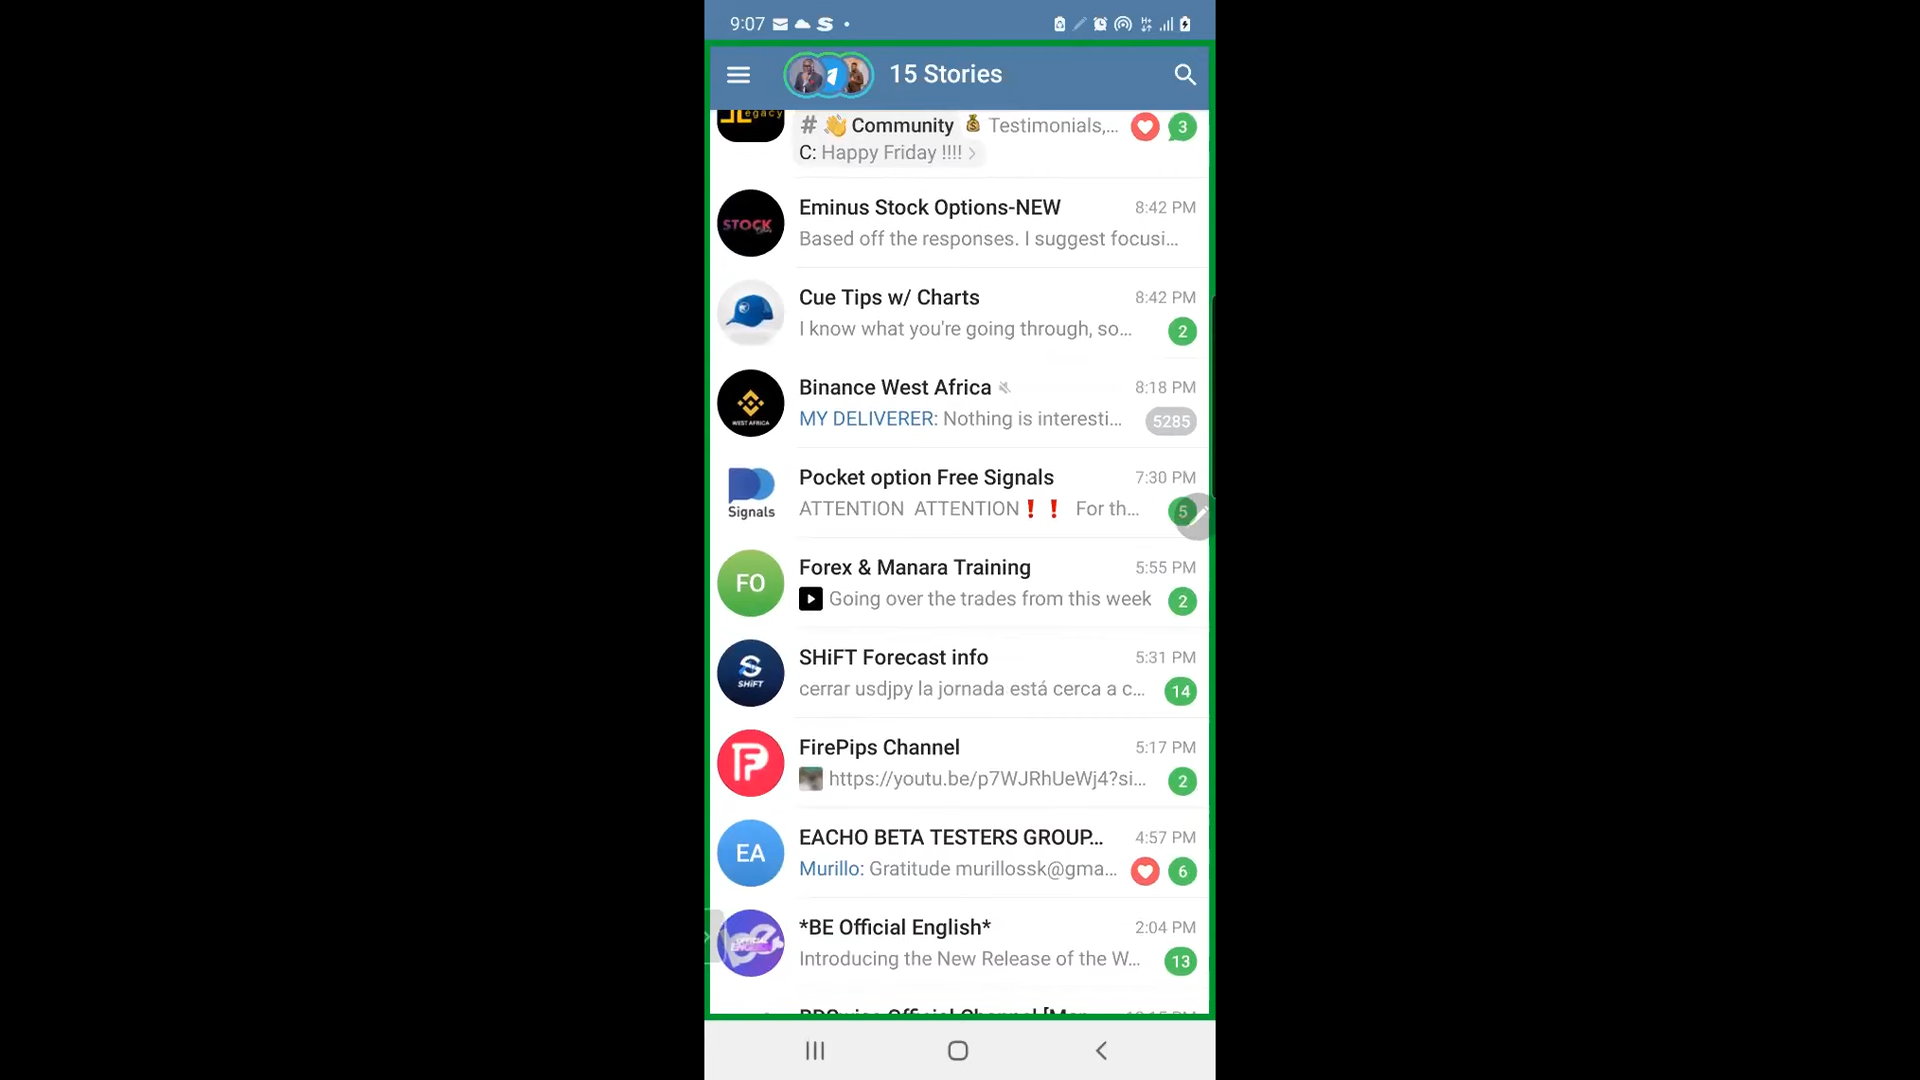 9:07
15 Stories
egacy
# 👋 Community 💰 Testimonials,... 3
C: Happy Friday !!!! >
STOCK
Eminus Stock Options-NEW 8:42 PM
Based off the responses. I suggest focusi...
Cue Tips w/ Charts 8:42 PM
I know what you're going through, so... 2
WEST AFRICA
Binance West Africa 8:18 PM
MY DELIVERER: Nothing is interesti... 5285
Signals
Pocket option Free Signals 7:30 PM
ATTENTION ATTENTION❗❗ For th... 5
FO
Forex & Manara Training 5:55 PM
Going over the trades from this week 2
S
SHiFT
SHiFT Forecast info 5:31 PM
cerrar usdjpy la jornada está cerca a c... 14
FP
FirePips Channel 5:17 PM
https://youtu.be/p7WJRhUeWj4?si... 2
EA
EACHO BETA TESTERS GROUP... 4:57 PM
Murillo: Gratitude murillossk@gma... 6
*BE Official English* 2:04 PM
Introducing the New Release of the W... 13